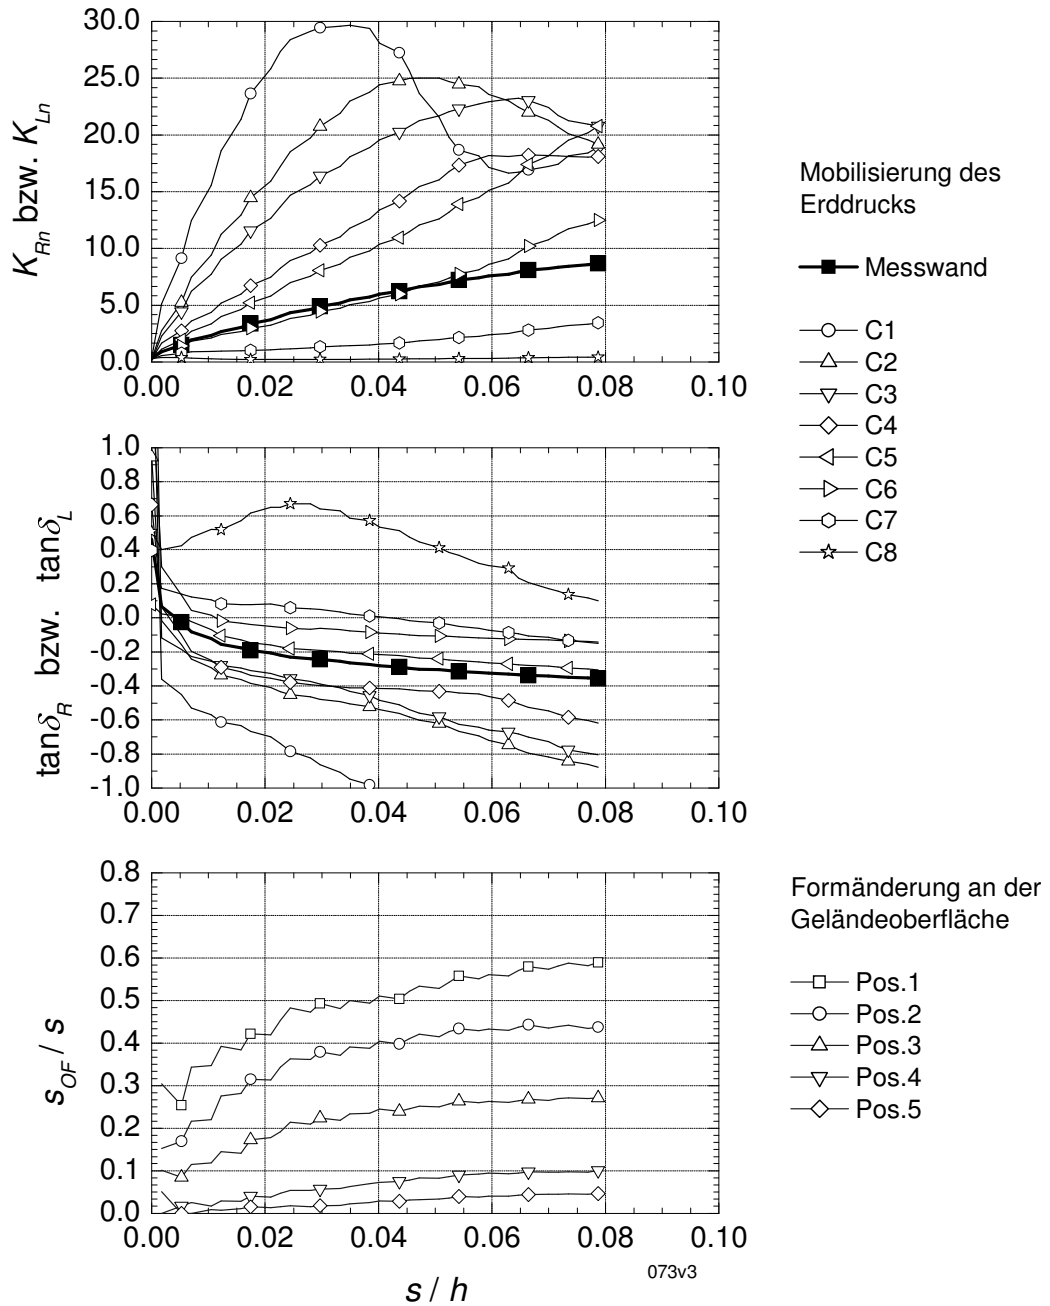 30.0
25.0
20.0
15.0
10.0
5.0
0.0
K_Rn bzw. K_Ln
0.00 0.02 0.04 0.06 0.08 0.10
Mobilisierung des
Erddrucks
Messwand
C1
C2
C3
C4
C5
C6
C7
C8
1.0
0.8
0.6
0.4
0.2
0.0
-0.2
-0.4
-0.6
-0.8
-1.0
tanδ_R bzw. tanδ_L
0.00 0.02 0.04 0.06 0.08 0.10
0.8
0.7
0.6
0.5
0.4
0.3
0.2
0.1
0.0
s_OF / s
0.00 0.02 0.04 0.06 0.08 0.10
s / h
073v3
Formänderung an der
Geländeoberfläche
Pos.1
Pos.2
Pos.3
Pos.4
Pos.5